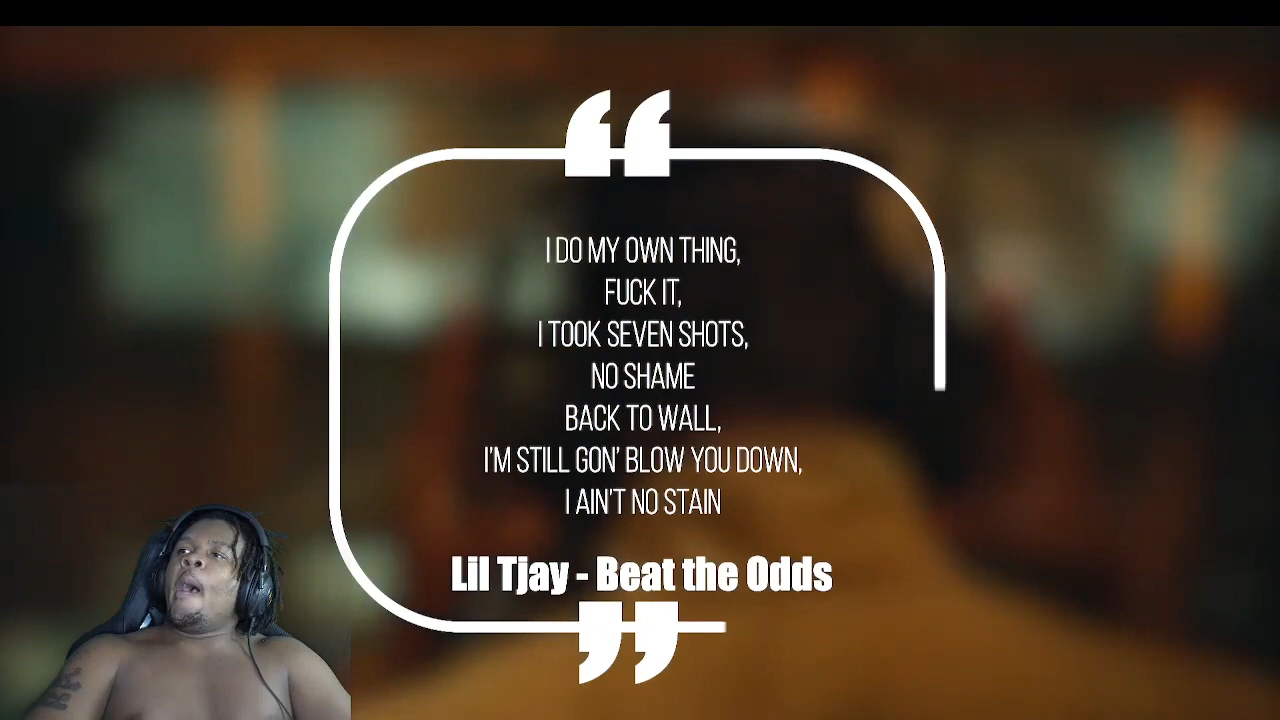 I DO MY OWN THING,
FUCK IT,
I TOOK SEVEN SHOTS,
NO SHAME
BACK TO WALL,
I'M STILL GON' BLOW YOU DOWN,
I AIN'T NO STAIN
Lil Tjay - Beat the Odds